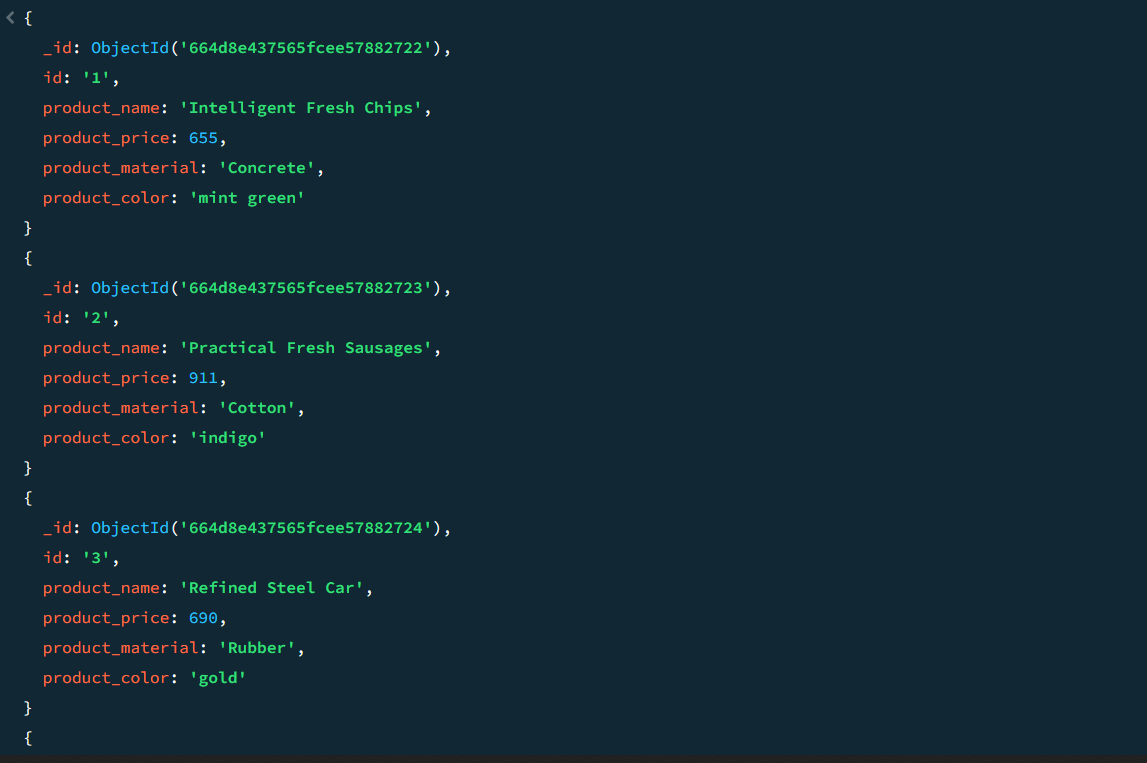 {
_id: ObjectId('664d8e437565fcee57882722'),
id: '1',
product_name: 'Intelligent Fresh Chips',
product_price: 655,
product_material: 'Concrete',
product_color: 'mint green'
}
{
_id: ObjectId('664d8e437565fcee57882723'),
id: '2',
product_name: 'Practical Fresh Sausages',
product_price: 911,
product_material: 'Cotton',
product_color: 'indigo'
}
{
_id: ObjectId('664d8e437565fcee57882724'),
id: '3',
product_name: 'Refined Steel Car',
product_price: 690,
product_material: 'Rubber',
product_color: 'gold'
}
{